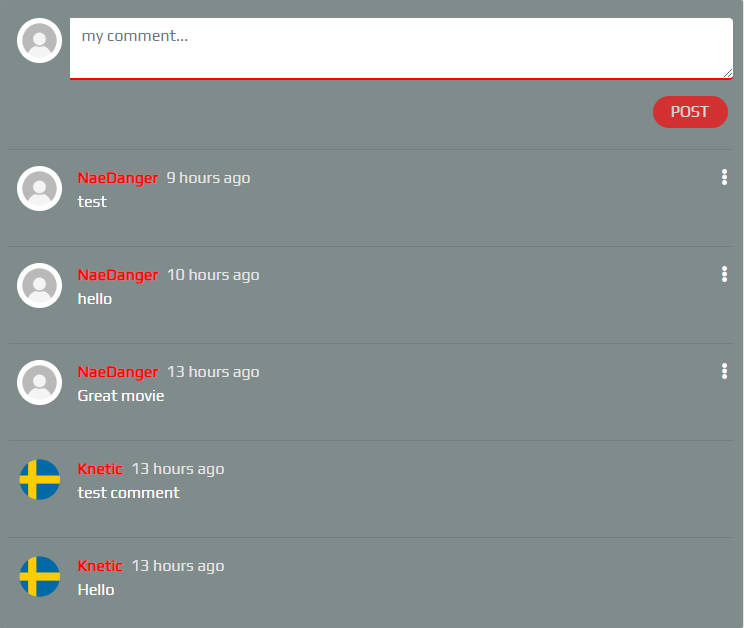 my comment...
POST
NaeDanger 9 hours ago
test
NaeDanger 10 hours ago
hello
NaeDanger 13 hours ago
Great movie
Knetic 13 hours ago
test comment
Knetic 13 hours ago
Hello